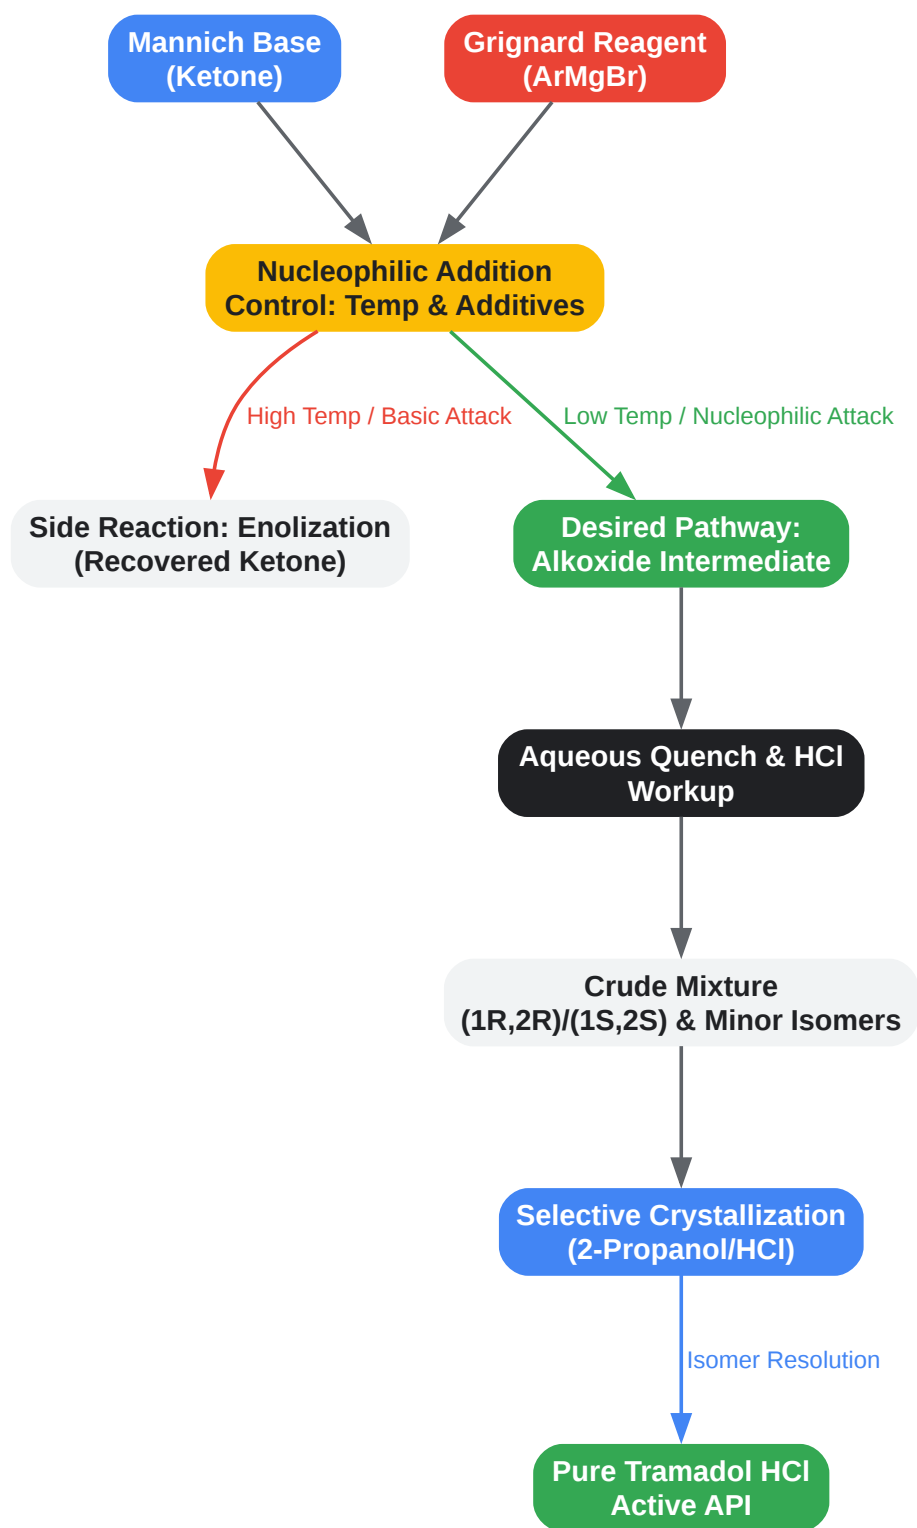 Mannich Base
(Ketone)
Grignard Reagent
(ArMgBr)
Nucleophilic Addition
Control: Temp & Additives
High Temp / Basic Attack
Low Temp / Nucleophilic Attack
Side Reaction: Enolization
(Recovered Ketone)
Desired Pathway:
Alkoxide Intermediate
Aqueous Quench & HCl
Workup
Crude Mixture
(1R,2R)/(1S,2S) & Minor Isomers
Selective Crystallization
(2-Propanol/HCl)
Isomer Resolution
Pure Tramadol HCl
Active API